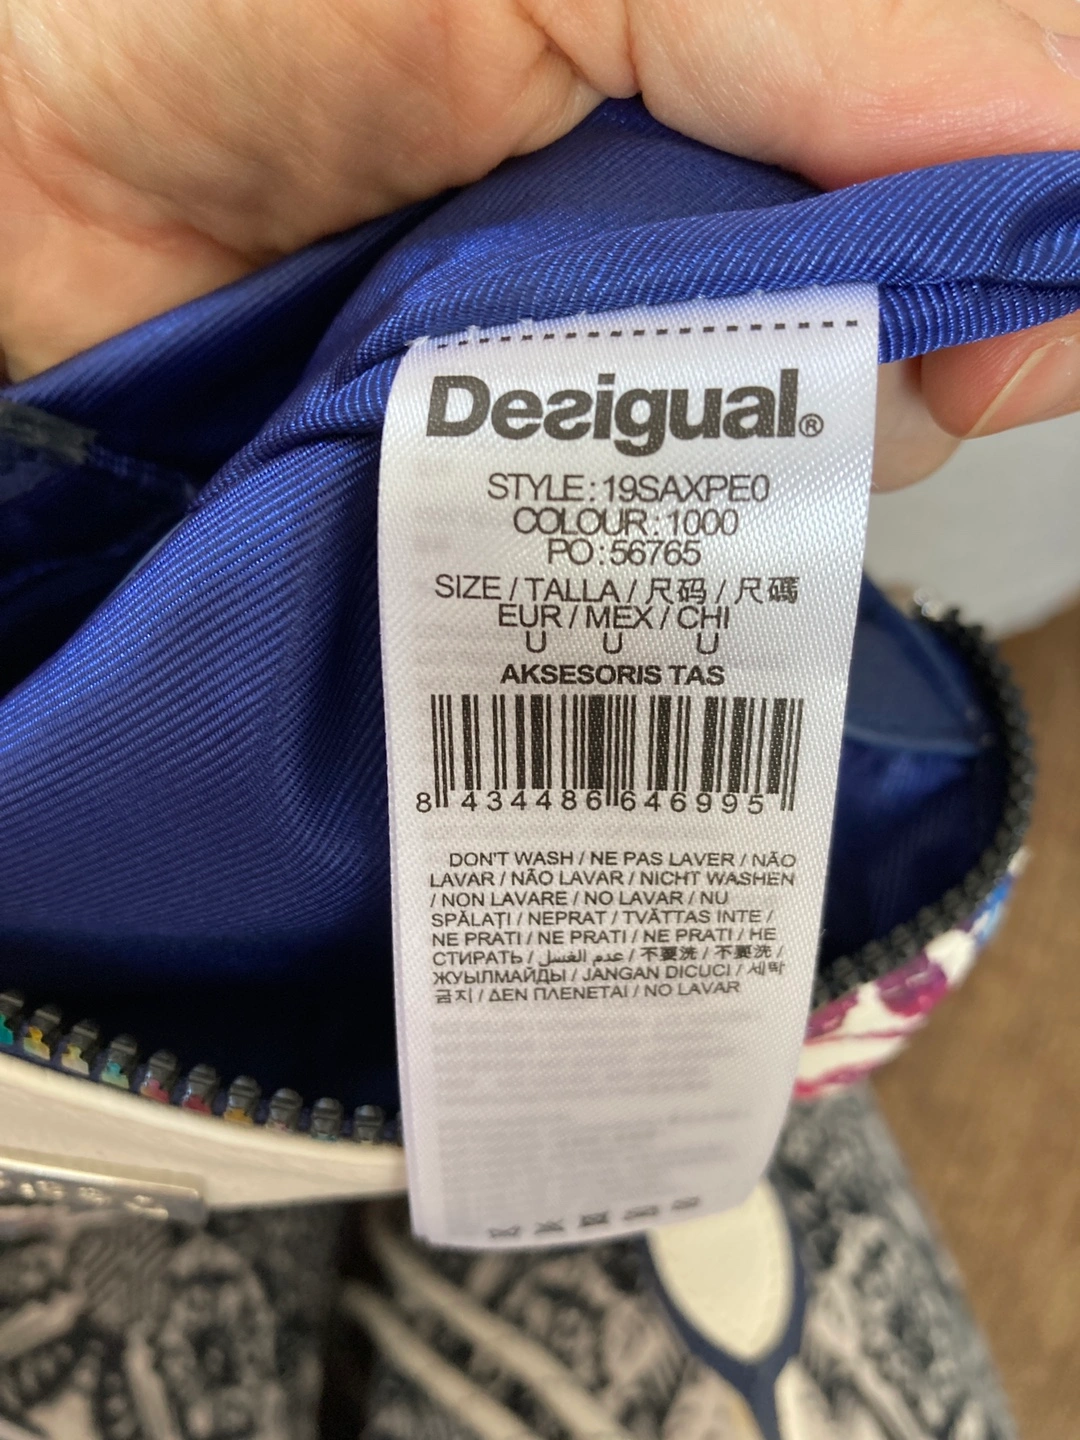 Desigual®
STYLE: 19SAXPE0
COLOUR: 1000
PO: 56765
SIZE / TALLA / 尺码 / 尺碼
EUR / MEX / CHI
U U U
AKSESORIS TAS
8 434486 646995
DON'T WASH / NE PAS LAVER / NÃO
LAVAR / NÃO LAVAR / NICHT WASHEN
/ NON LAVARE / NO LAVAR / NU
SPĂLAȚI / NEPRAT / TVÄTTAS INTE /
NE PRATI / NE PRATI / NE PRATI / НЕ
СТИРАТЬ / عدم الغسل / 不要洗 / 不要洗 /
ЖУЫЛМАЙДЫ / JANGAN DICUCI / 세탁
금지 / ΔΕΝ ΠΛΕΝΕΤΑΙ / NO LAVAR